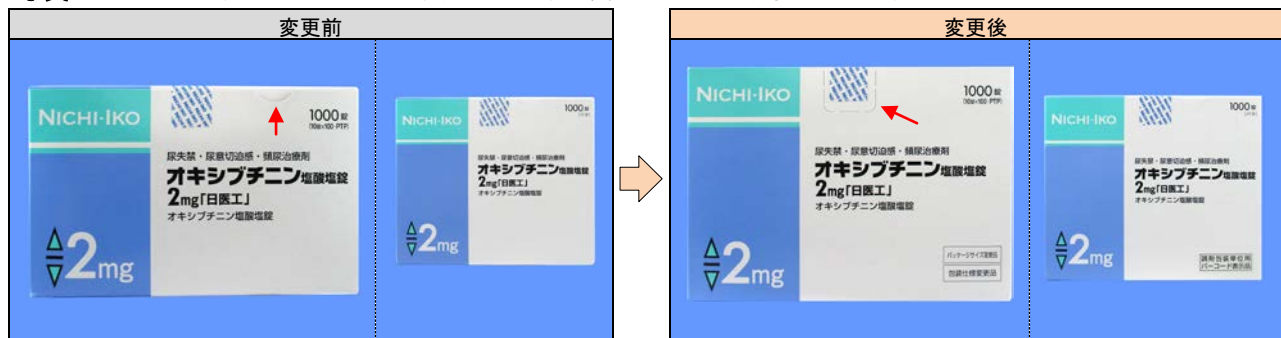 変更前
NICHI-IKO
1000錠
(10錠×100 PTP)
尿失禁・尿意切迫感・頻尿治療剤
オキシブチニン塩酸塩錠
2mg「日医工」
オキシブチニン塩酸塩錠
2mg
NICHI-IKO
1000錠
尿失禁・尿意切迫感・頻尿治療剤
オキシブチニン塩酸塩錠
2mg「日医工」
オキシブチニン塩酸塩錠
2mg
変更後
NICHI-IKO
1000錠
(10錠×100 PTP)
尿失禁・尿意切迫感・頻尿治療剤
オキシブチニン塩酸塩錠
2mg「日医工」
オキシブチニン塩酸塩錠
2mg
パッケージサイズ変更品
包装仕様変更品
NICHI-IKO
1000錠
尿失禁・尿意切迫感・頻尿治療剤
オキシブチニン塩酸塩錠
2mg「日医工」
オキシブチニン塩酸塩錠
2mg
調剤包装単位用
バーコード表示品